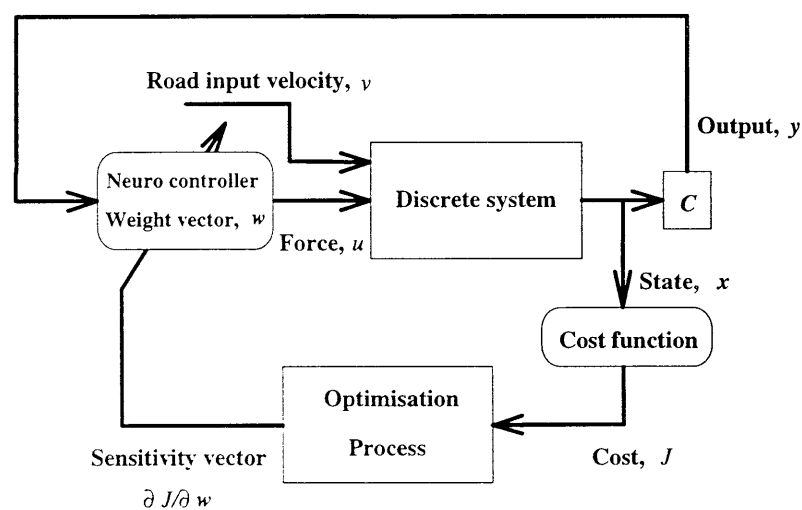 Road input velocity, v
Output, y
Neuro controller
Weight vector, w
Discrete system
C
Force, u
State, x
Cost function
Optimisation
Process
Cost, J
Sensitivity vector
∂ J/∂ w